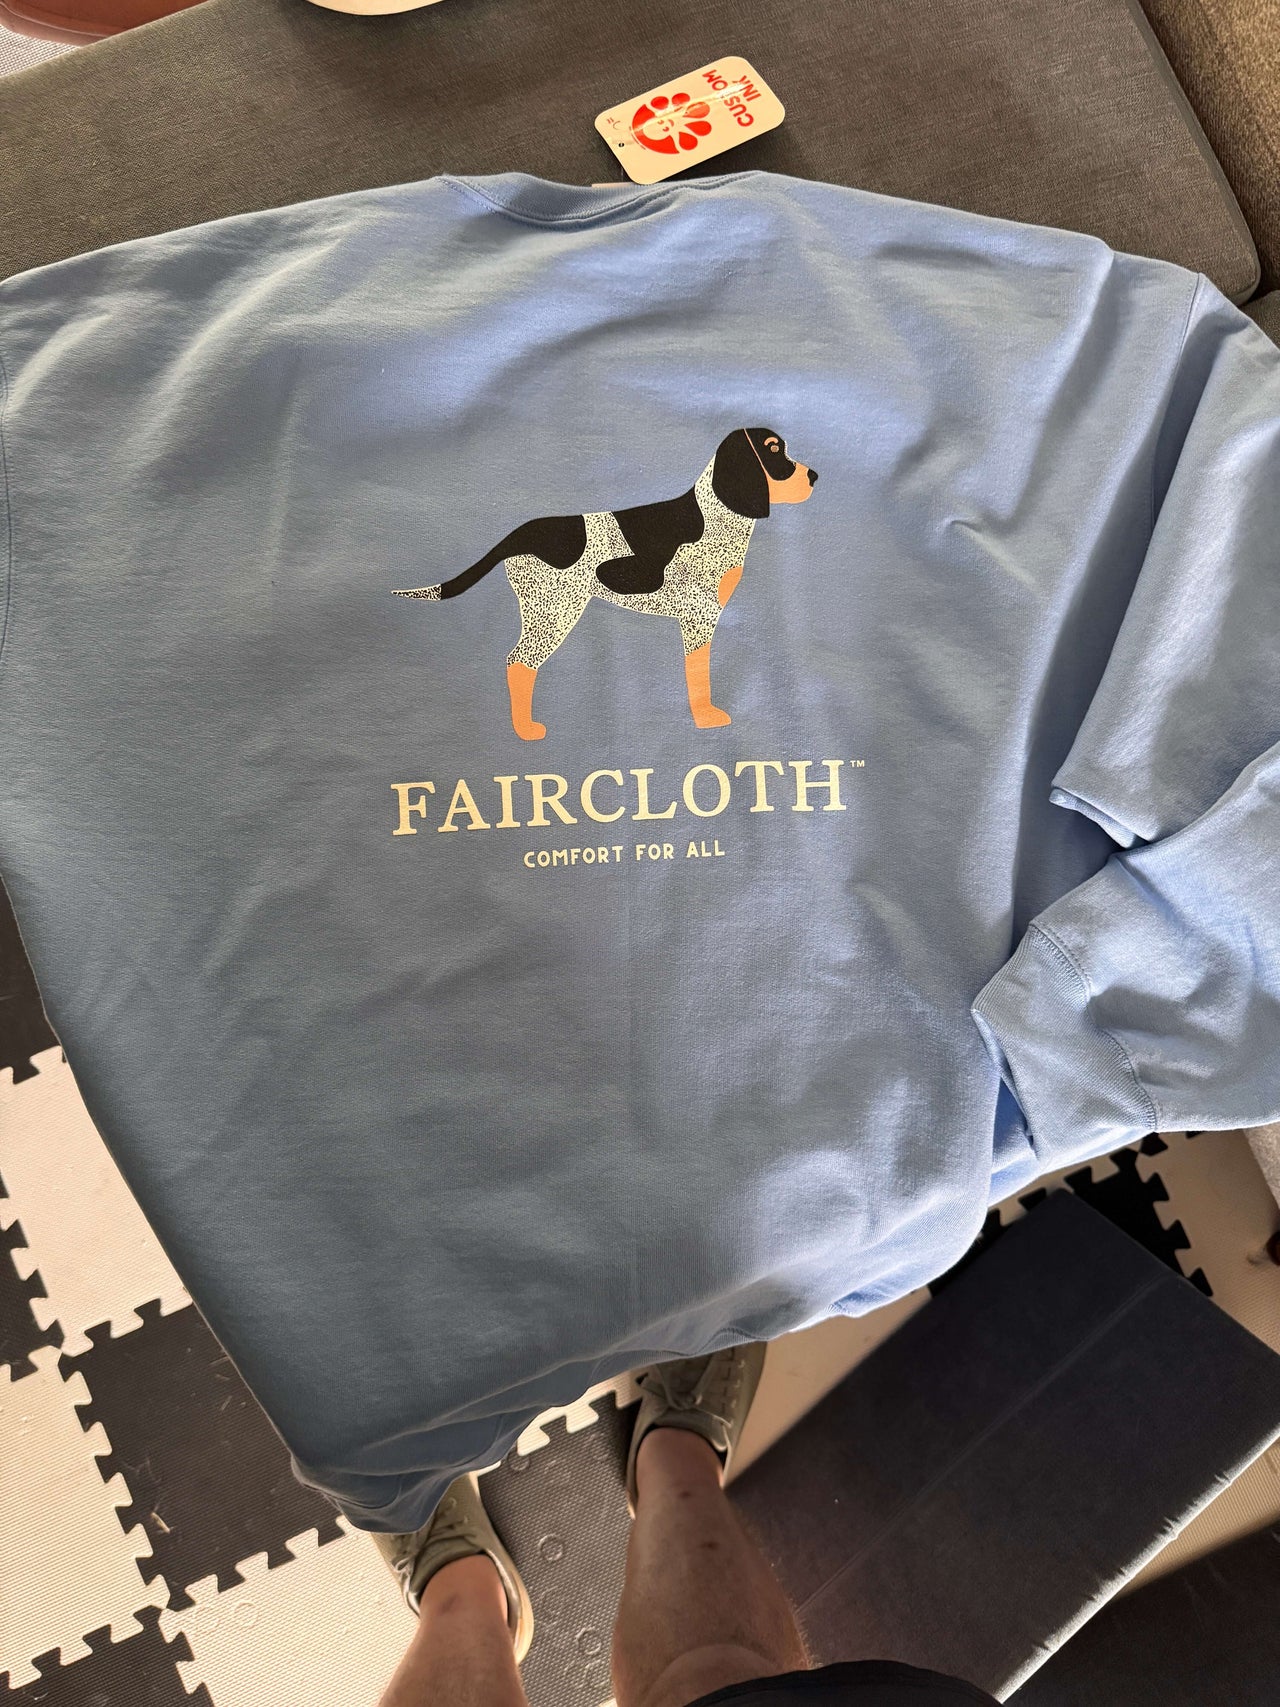 CUSTOM
INK
FAIRCLOTH™
COMFORT FOR ALL